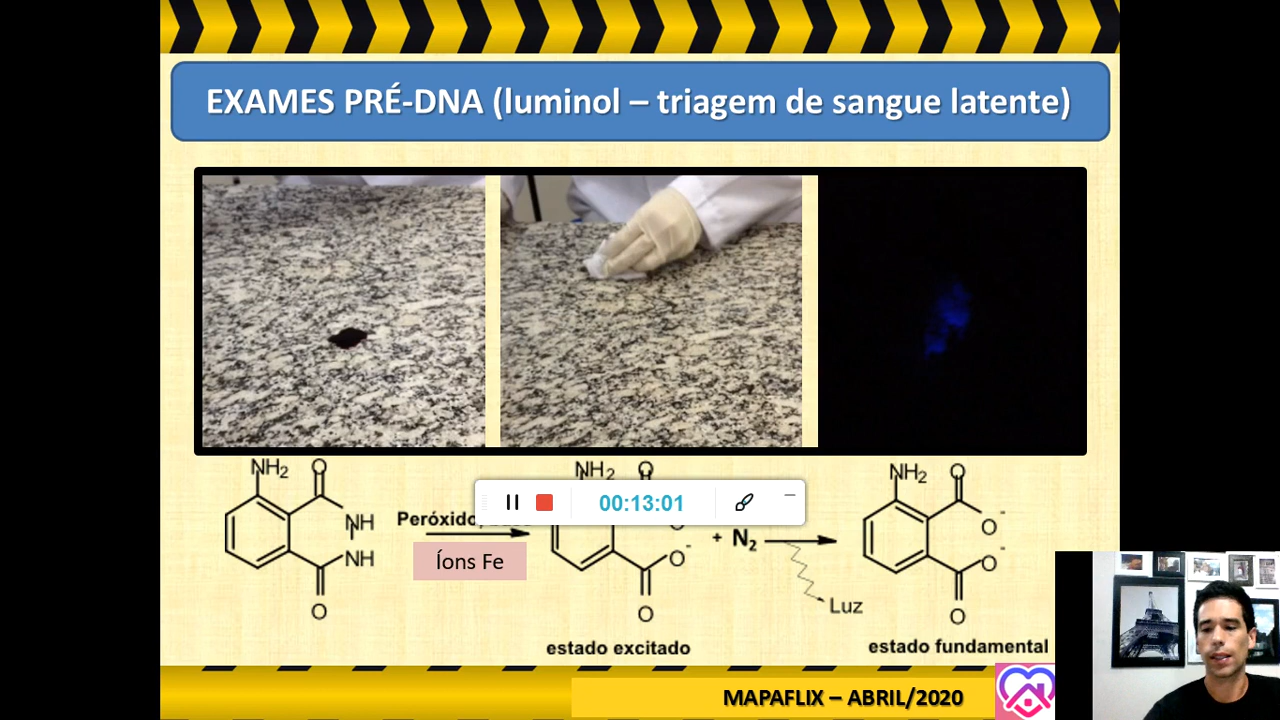 EXAMES PRÉ-DNA (luminol – triagem de sangue latente)
NH2 O
NH
NH
O
Peróxido,
Íons Fe
00:13:01
NH2 O
O-
O-
O
estado excitado
+ N2
Luz
NH2 O
O-
O-
O
estado fundamental
MAPAFLIX – ABRIL/2020